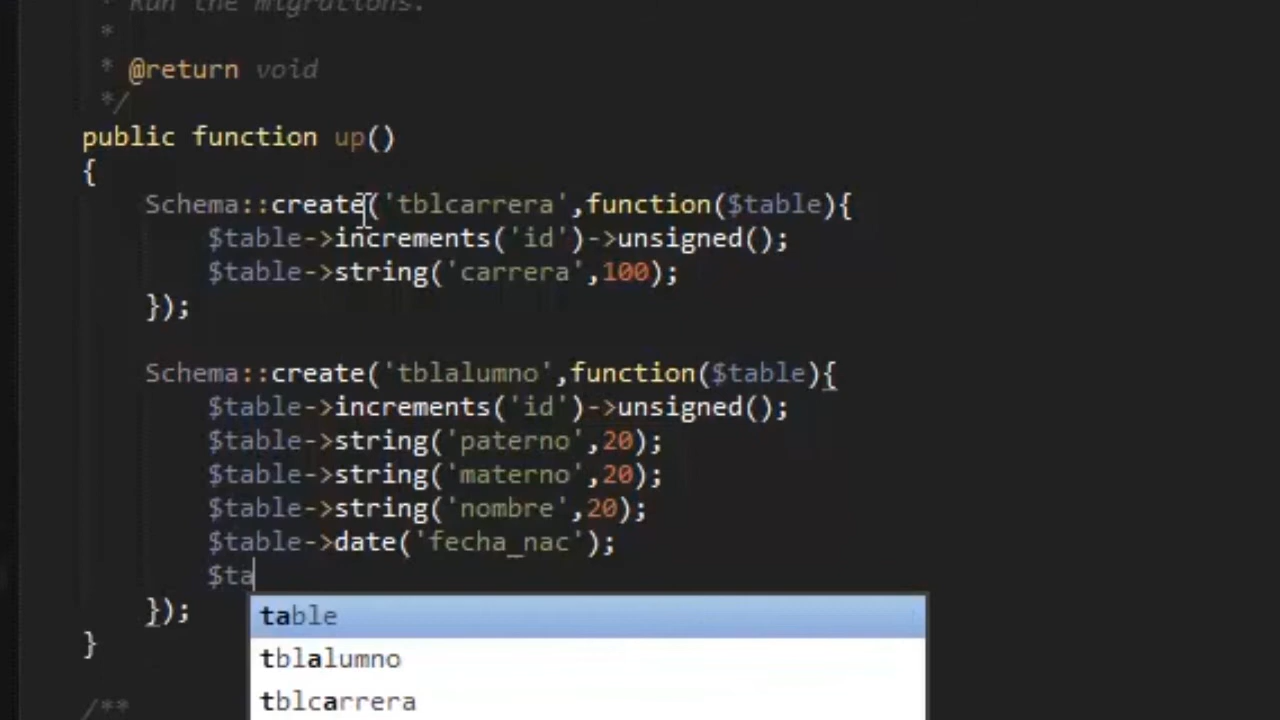 * Run the migrations.
*
* @return void
*/
public function up()
{
Schema::create('tblcarrera',function($table){
$table->increments('id')->unsigned();
$table->string('carrera',100);
});
Schema::create('tblalumno',function($table){
$table->increments('id')->unsigned();
$table->string('paterno',20);
$table->string('materno',20);
$table->string('nombre',20);
$table->date('fecha_nac');
$ta
});
table
}
tblalumno
tblcarrera
/**